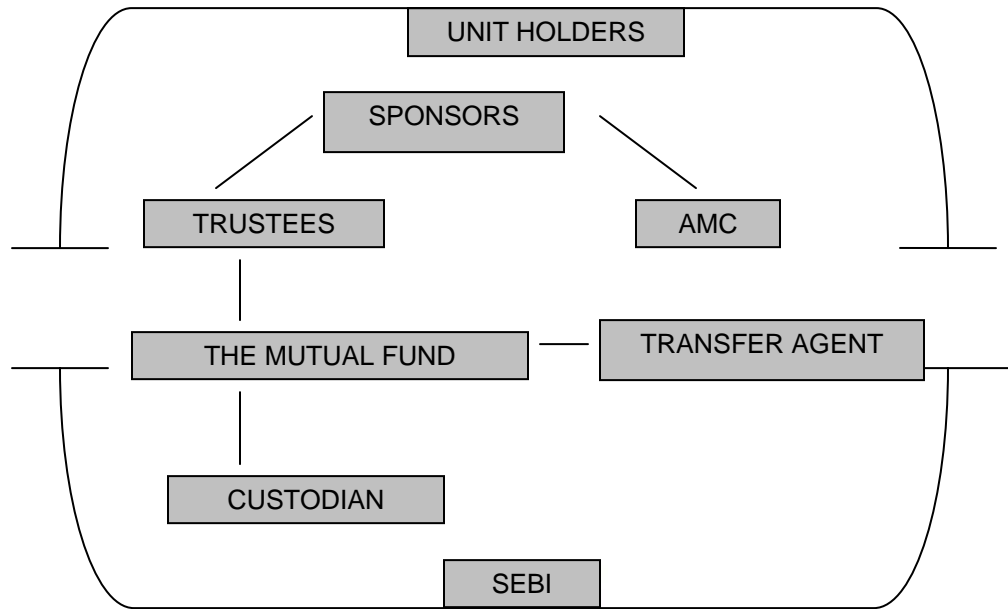 UNIT HOLDERS
SPONSORS
TRUSTEES
AMC
THE MUTUAL FUND
TRANSFER AGENT
CUSTODIAN
SEBI